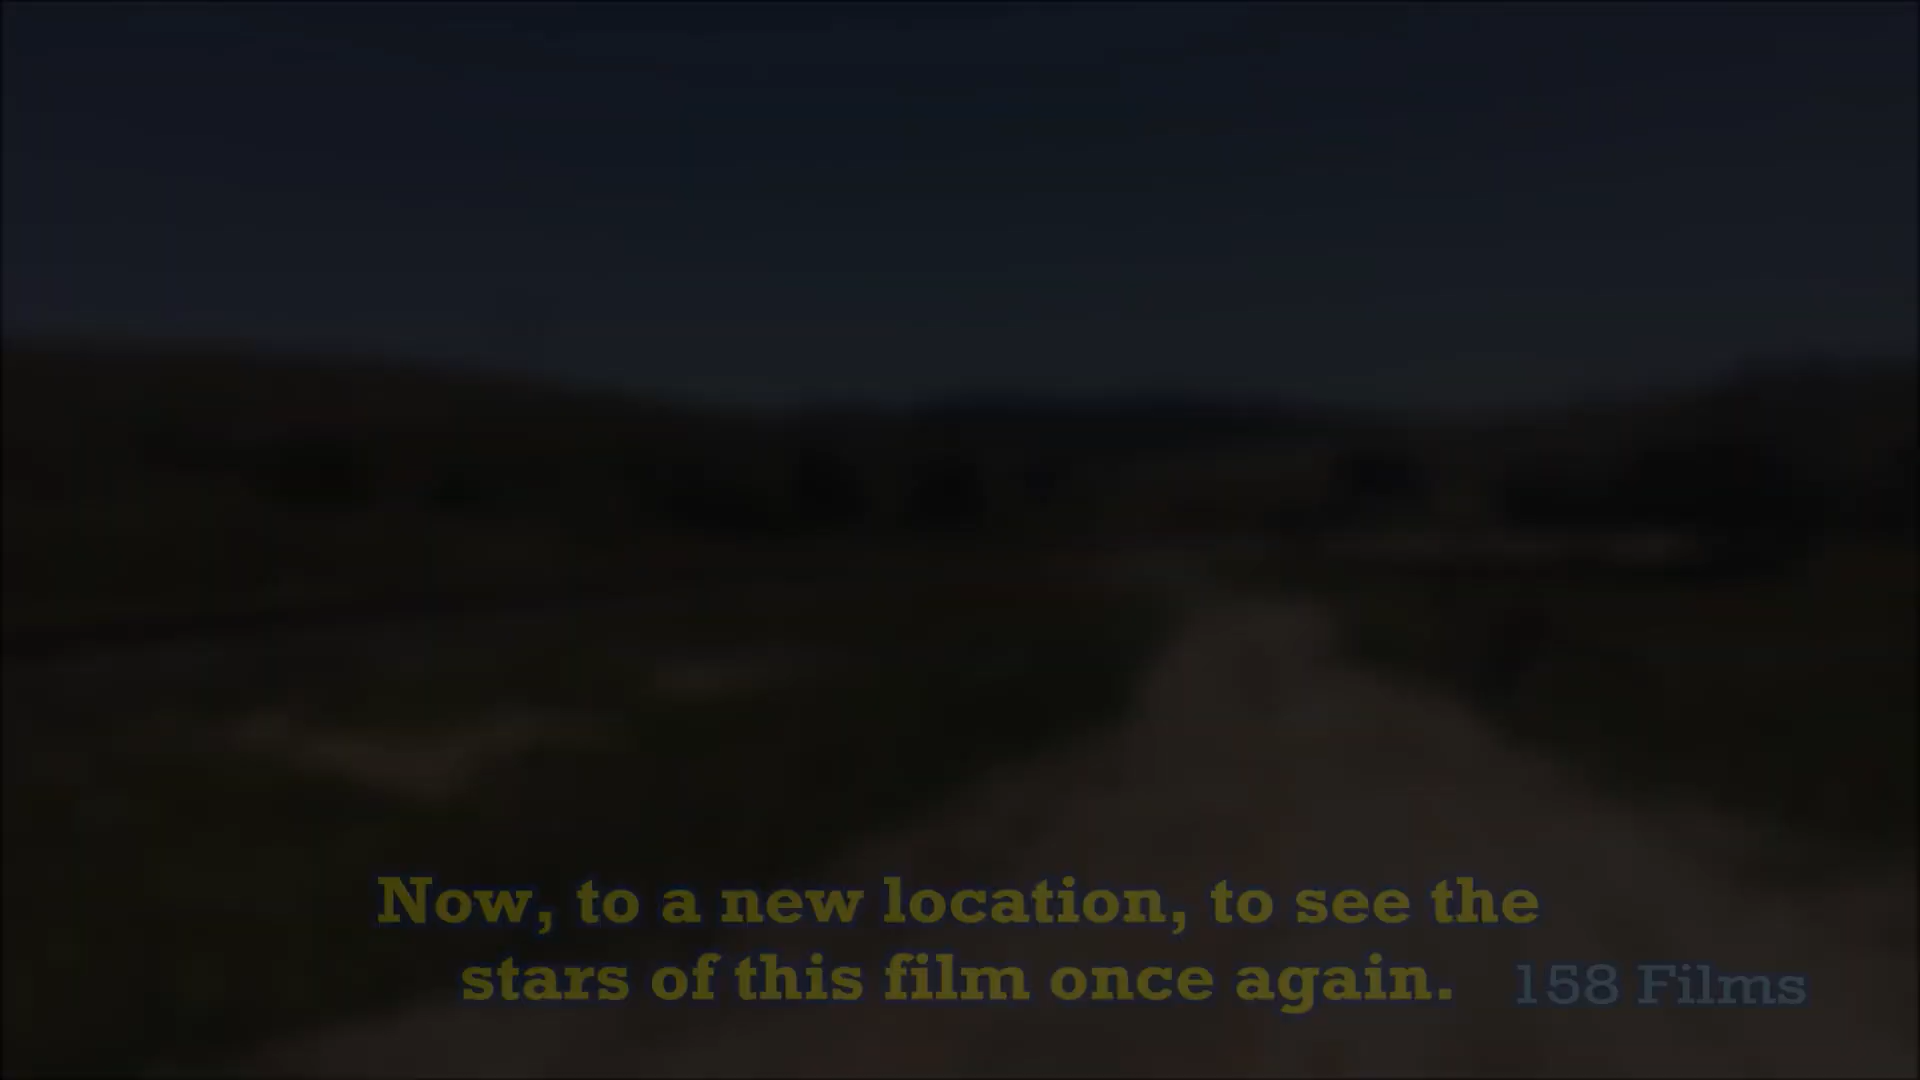 Now, to a new location, to see the
stars of this film once again.
158 Films